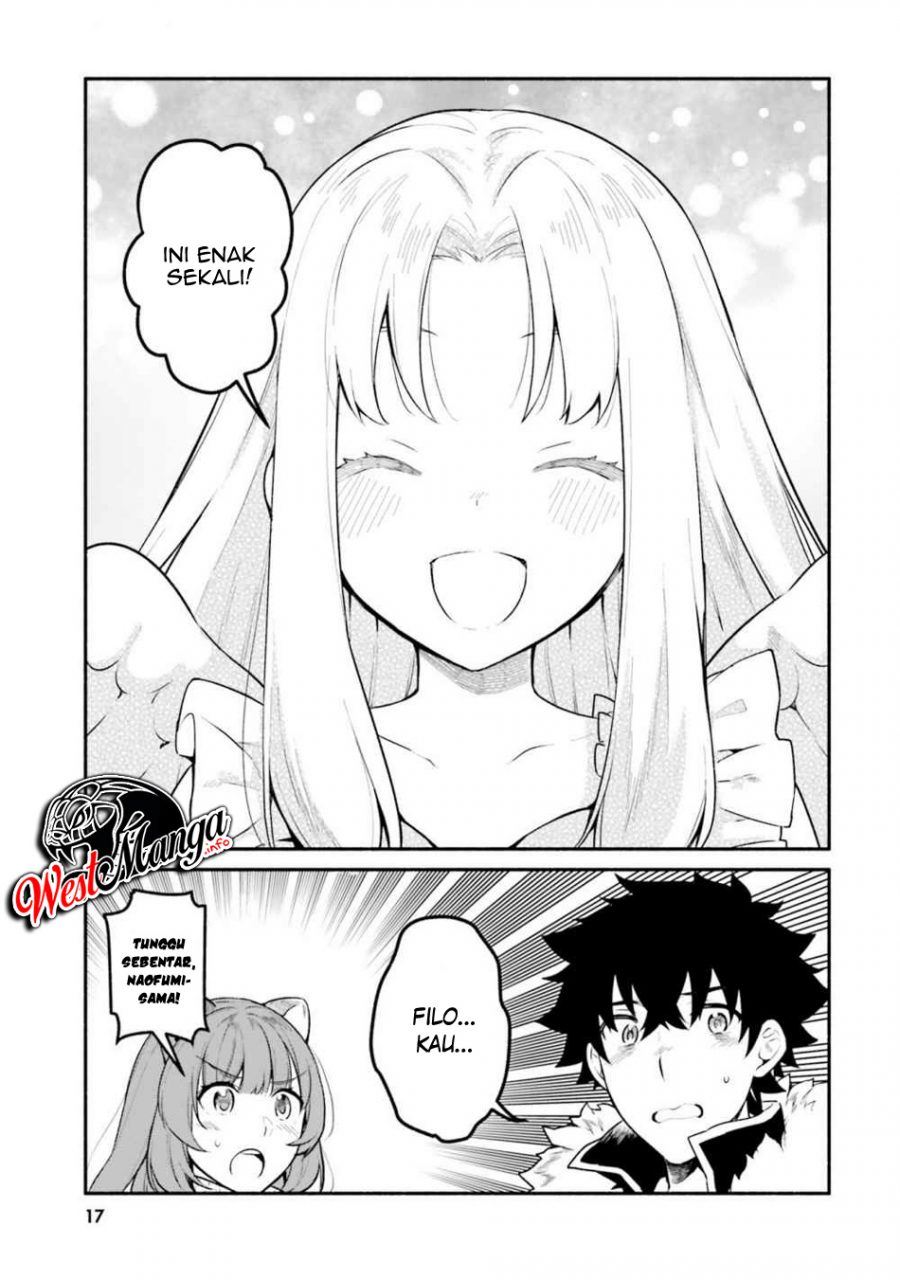 INI ENAK
SEKALI!
WestManga
.info
FILO...
KAU...
TUNGGU
SEBENTAR,
NAOFUMI-
SAMA!
17